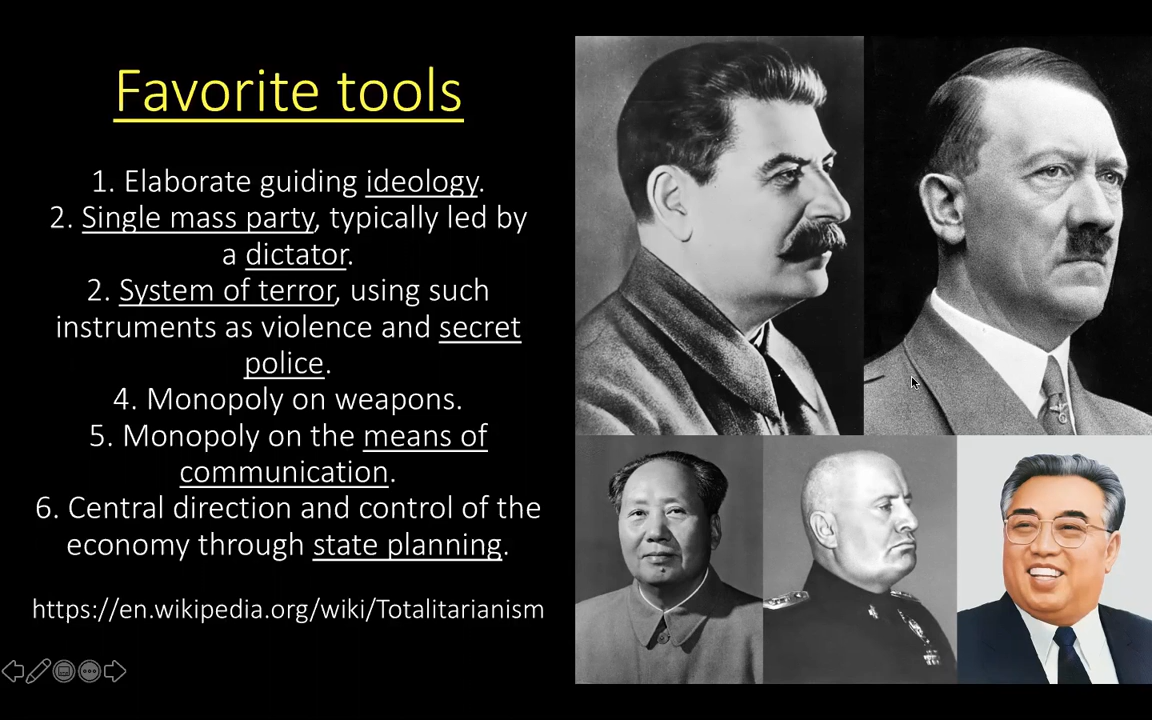 Favorite tools
1. Elaborate guiding ideology.
2. Single mass party, typically led by
a dictator.
2. System of terror, using such
instruments as violence and secret
police.
4. Monopoly on weapons.
5. Monopoly on the means of
communication.
6. Central direction and control of the
economy through state planning.
https://en.wikipedia.org/wiki/Totalitarianism